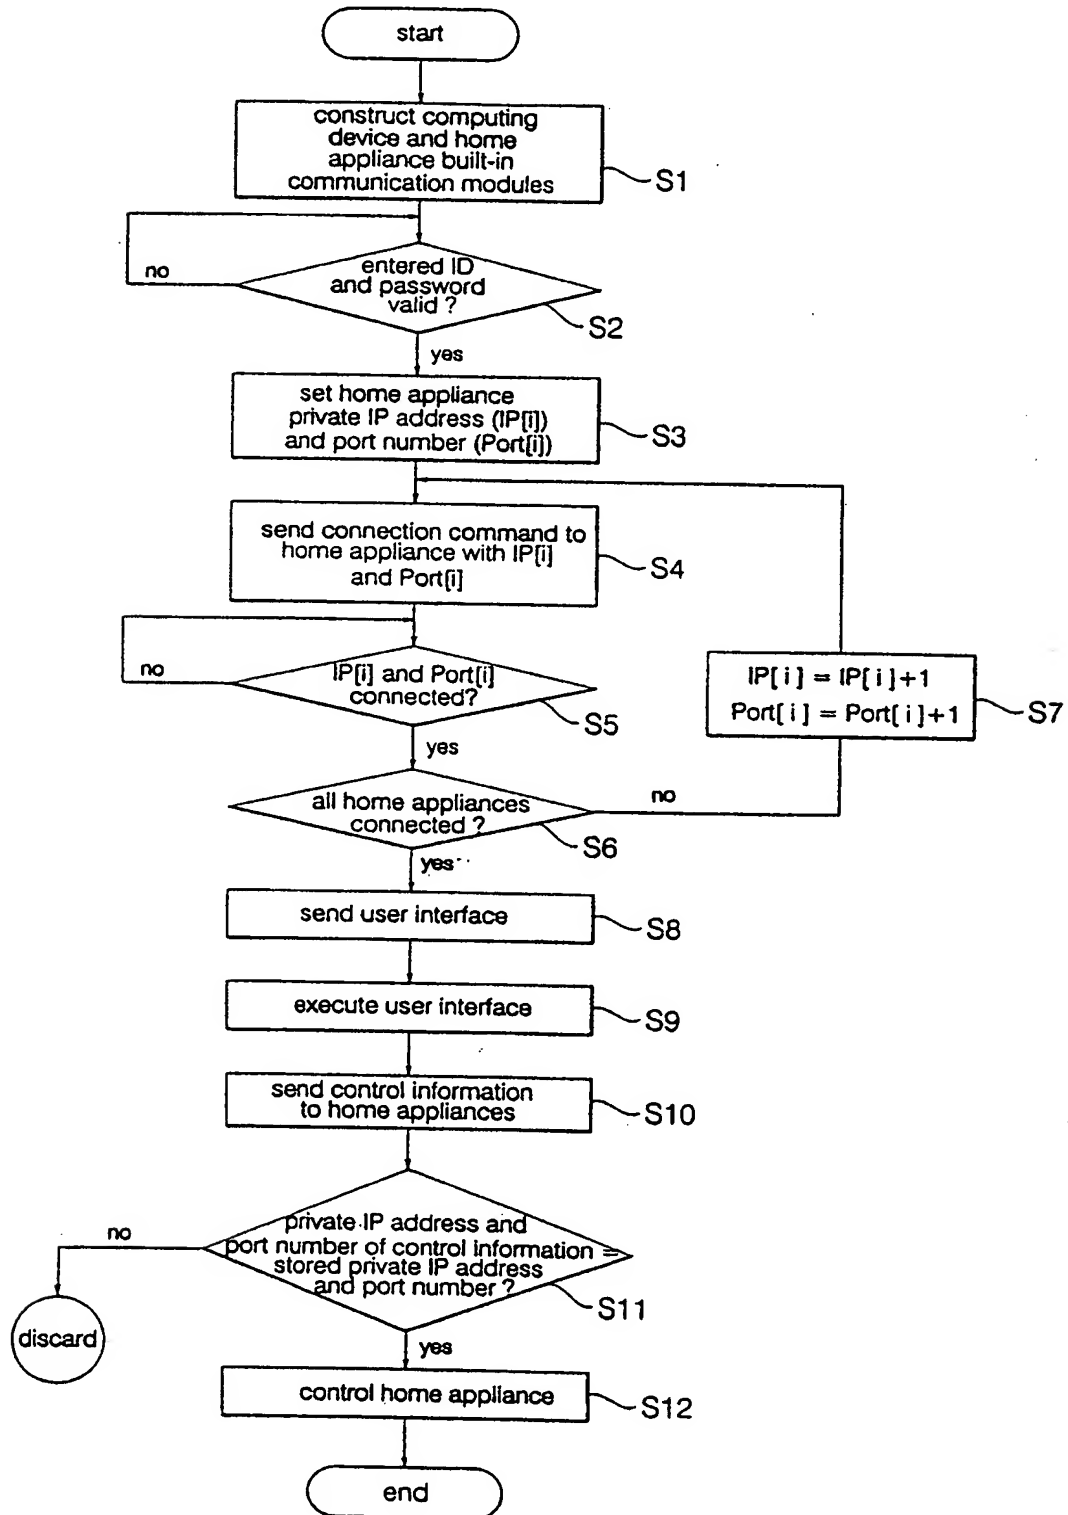 start
construct computing
device and home
appliance built-in
communication modules
S1
no
entered ID
and password
valid ?
S2
yes
set home appliance
private IP address (IP[i])
and port number (Port[i])
S3
send connection command to
home appliance with IP[i]
and Port[i]
S4
no
IP[i] and Port[i]
connected?
S5
IP[ i ] = IP[ i ]+1
Port[ i ] = Port[ i ]+1
S7
yes
all home appliances
connected ?
no
S6
yes
send user interface
S8
execute user interface
S9
send control information
to home appliances
S10
no
private IP address and
port number of control information =
stored private IP address
and port number ?
S11
discard
yes
control home appliance
S12
end